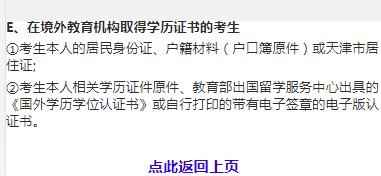 E、在境外教育机构取得学历证书的考生
①考生本人的居民身份证、户籍材料（户口簿原件）或天津市居
住证;
②考生本人相关学历证件原件、教育部出国留学服务中心出具的
《国外学历学位认证书》或自行打印的带有电子签章的电子版认
证书。
点此返回上页